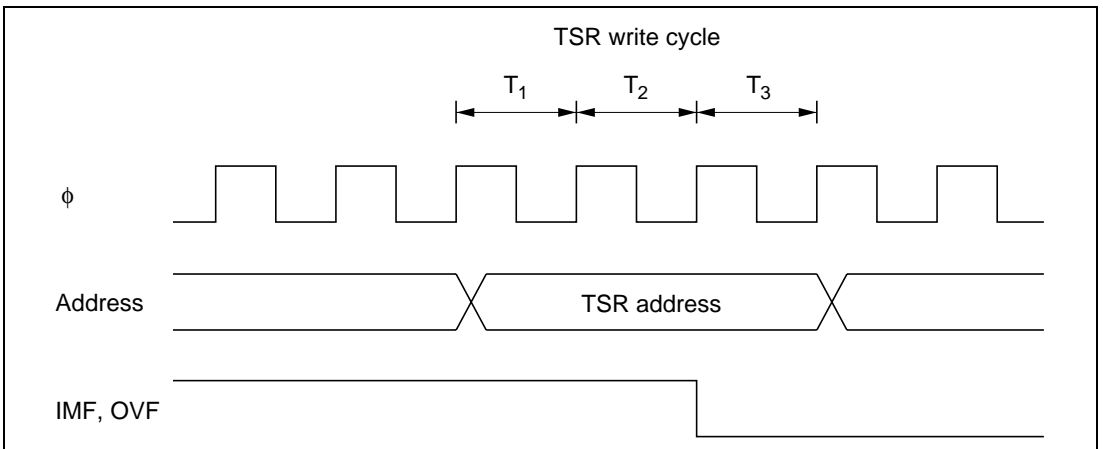 TSR write cycle
T1 T2 T3
φ
Address TSR address
IMF, OVF